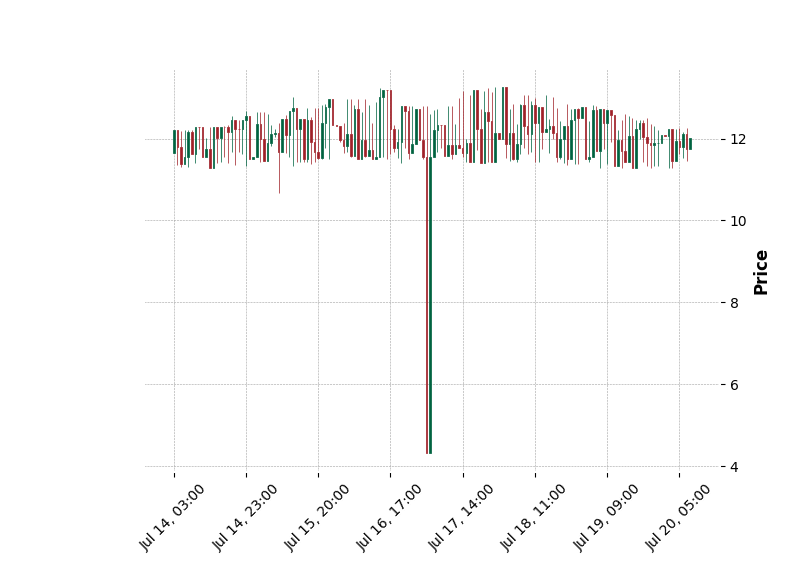 12
10
8
6
4
Price
Jul 14, 03:00
Jul 14, 23:00
Jul 15, 20:00
Jul 16, 17:00
Jul 17, 14:00
Jul 18, 11:00
Jul 19, 09:00
Jul 20, 05:00